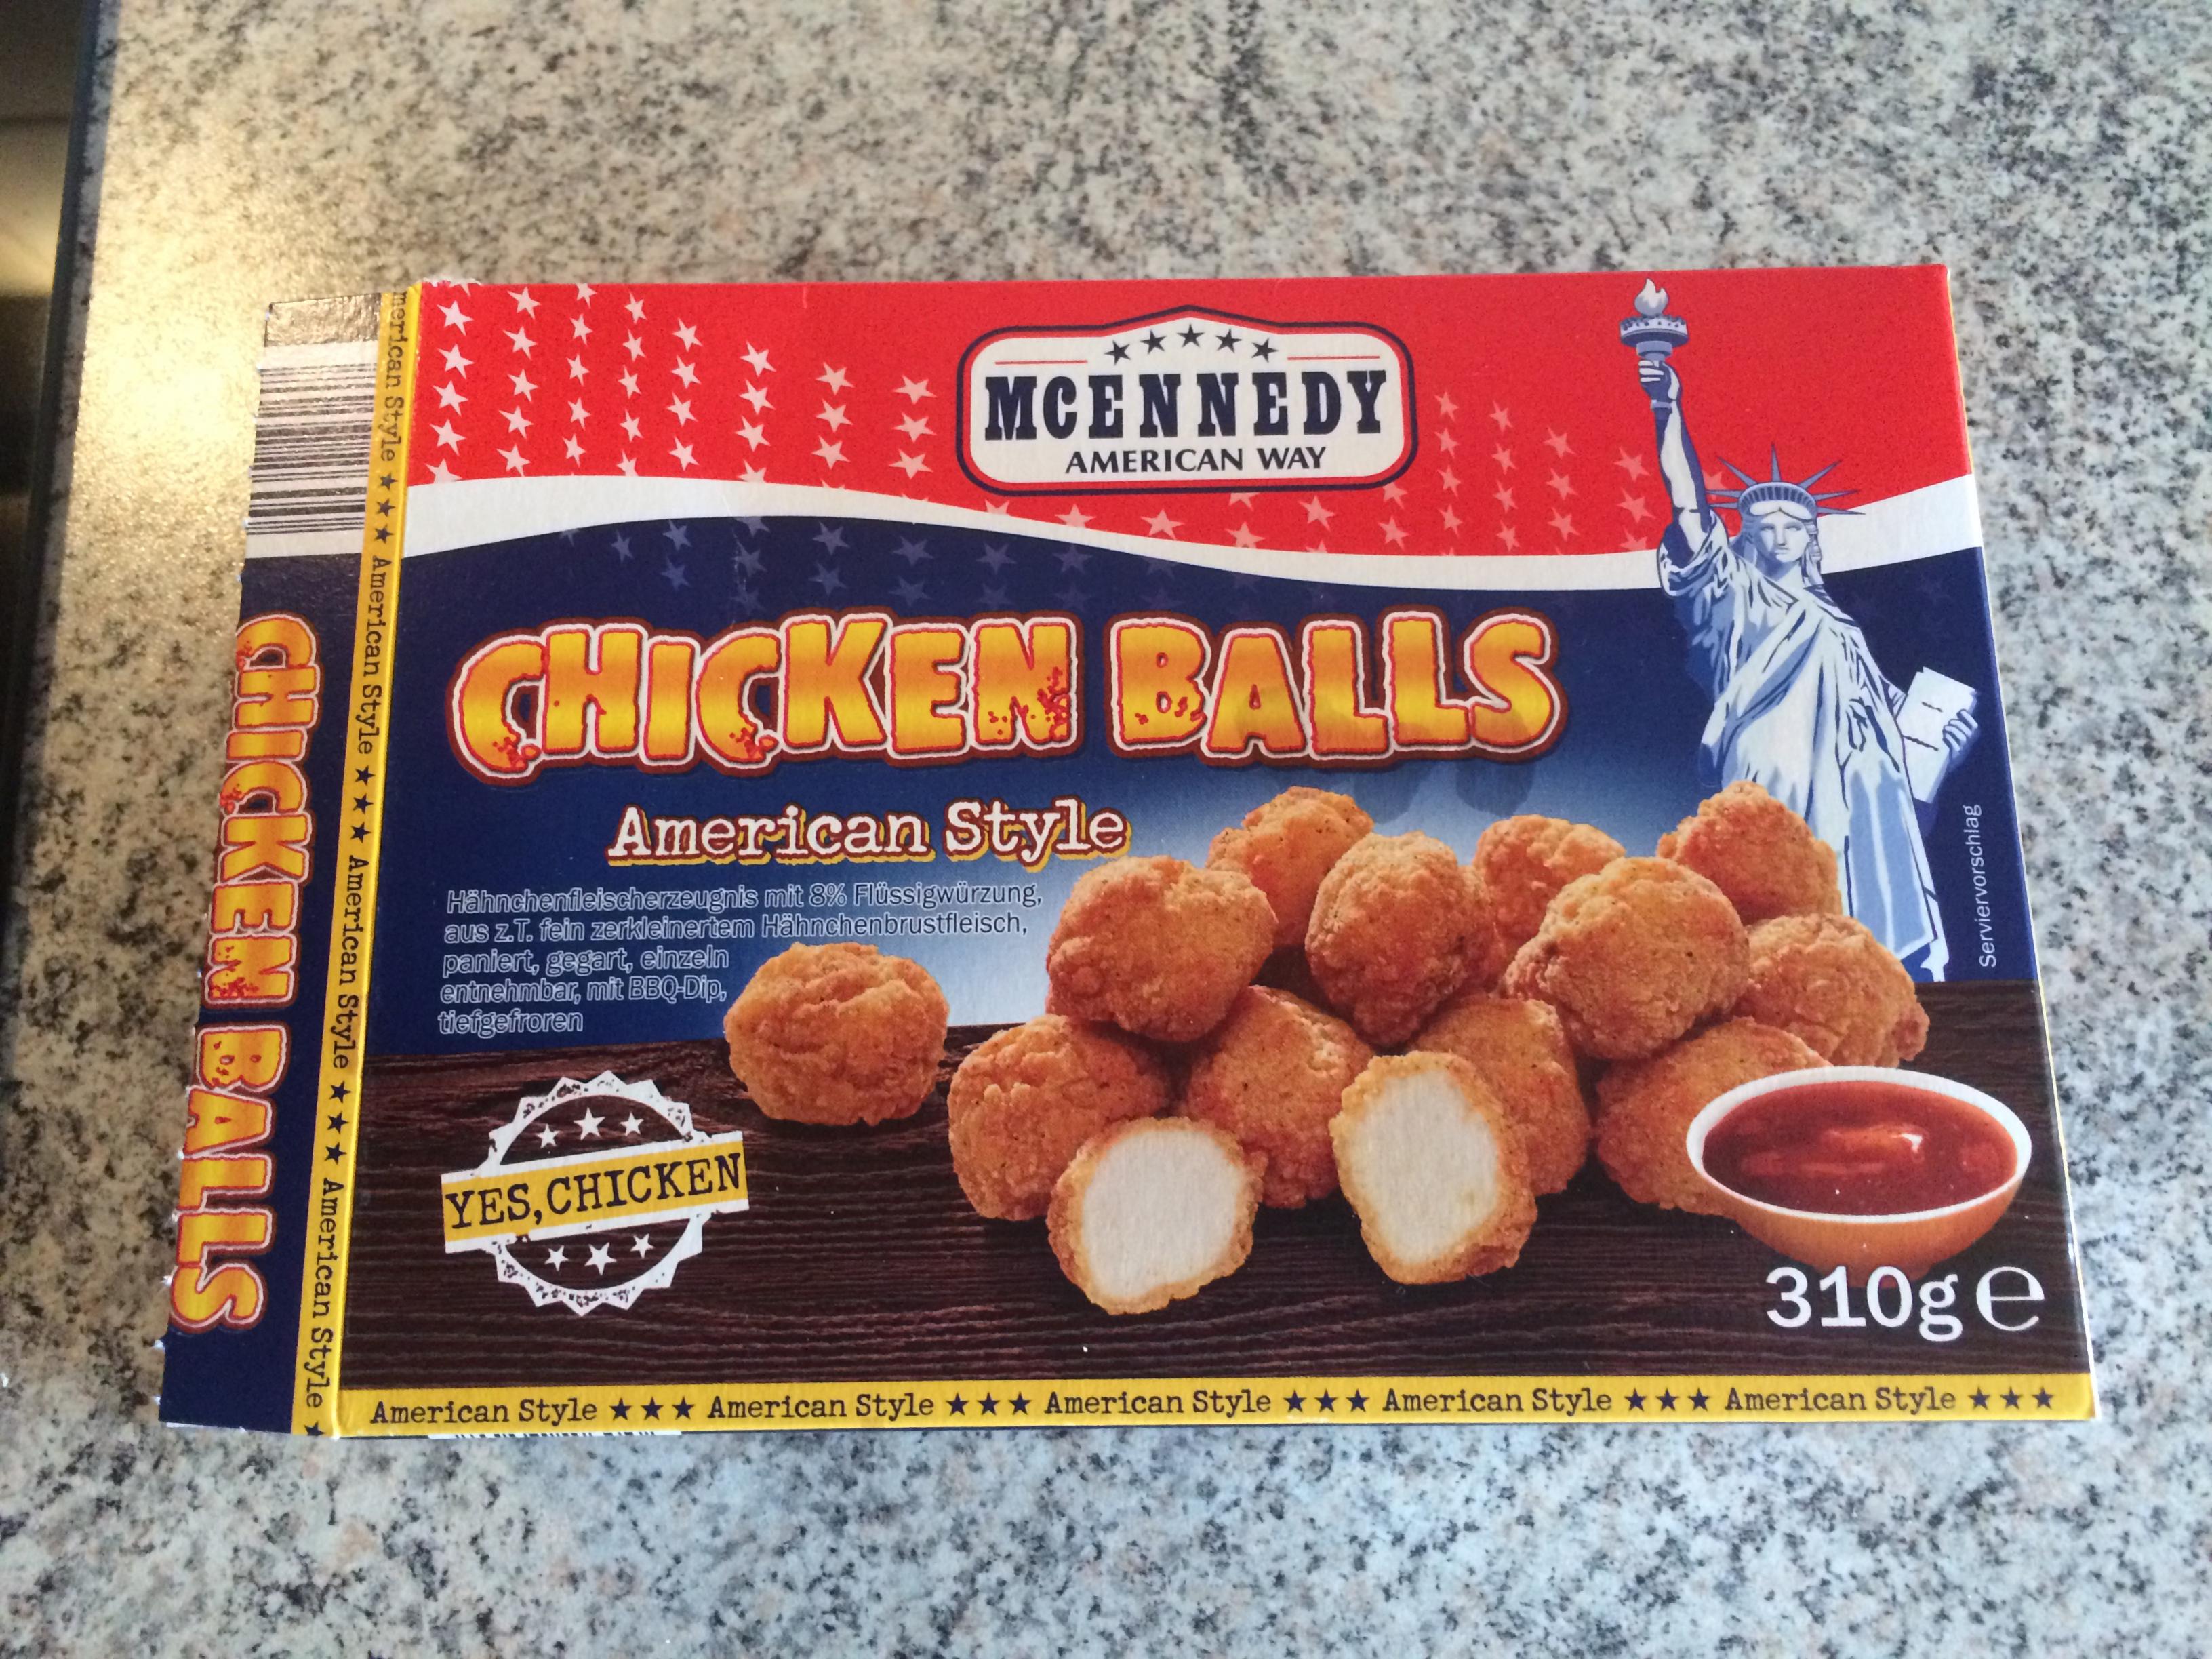 MCENNEDY
AMERICAN WAY
CHICKEN BALLS
American Style
Hähnchenfleischerzeugnis mit 8% Flüssigwürzung,
aus z.T. fein zerkleinertem Hähnchenbrustfleisch,
paniert, gegart, einzeln
entnehmbar, mit BBQ-Dip,
tiefgefroren
YES, CHICKEN
Serviervorschlag
310g ℮
American Style ★★★ American Style ★★★ American Style ★★★ American Style ★★★ American Style ★★★
merican Style ★★★ American Style ★★★ American Style ★★★ American Style ★
CHICKEN BALLS